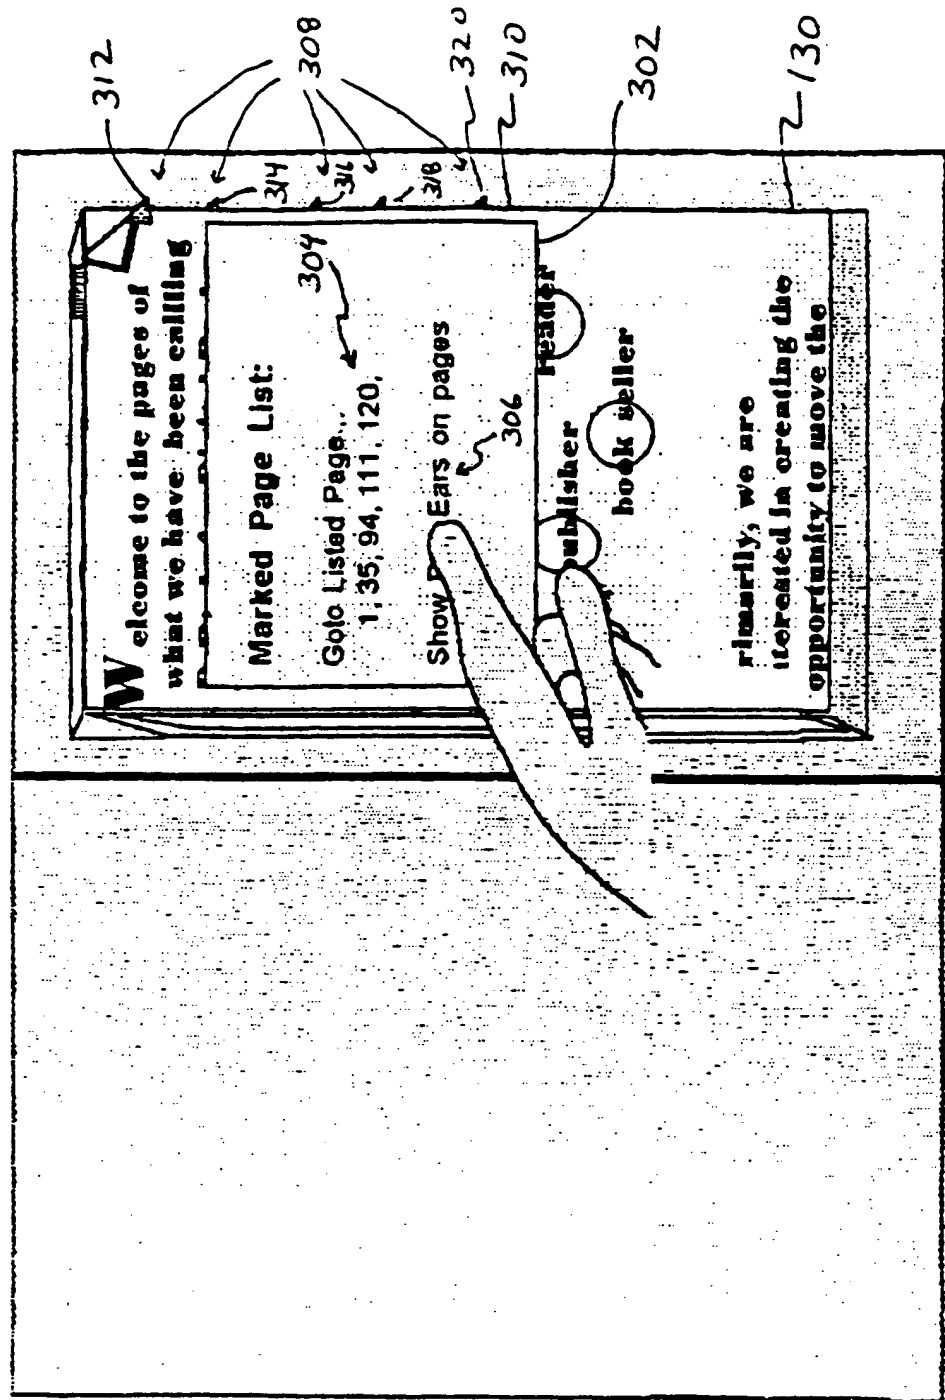 312
308
314
316
318
320
310
302
130
W elcome to the pages of
what we have been callling
Marked Page List:
304
Goto Listed Page...
1, 35, 94, 111, 120,
Show Ears on pages
306
ublisher reader
book seller
rimarily, we are
terested in creating the
opportunity to move the